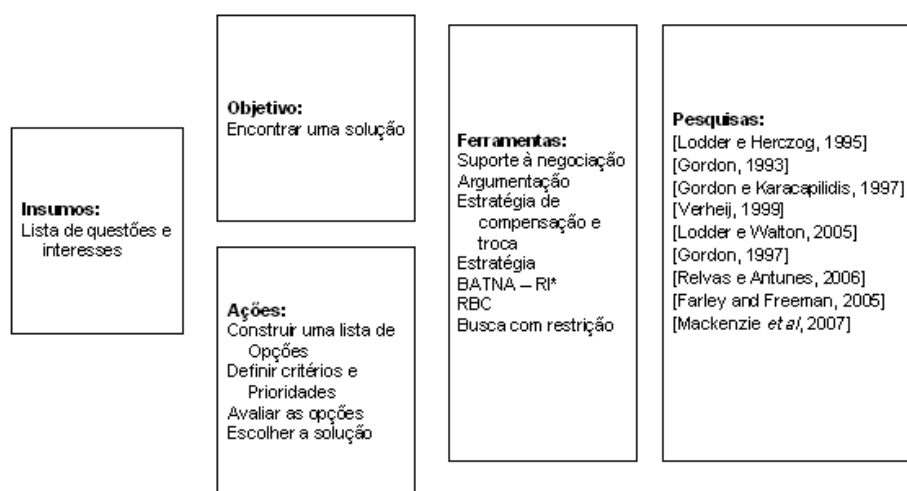 Insumos:
Lista de questões e
interesses
Objetivo:
Encontrar uma solução
Ações:
Construir uma lista de
Opções
Definir critérios e
Prioridades
Avaliar as opções
Escolher a solução
Ferramentas:
Suporte à negociação
Argumentação
Estratégia de
compensação e
troca
Estratégia
BATNA – RI*
RBC
Busca com restrição
Pesquisas:
[Lodder e Herczog, 1995]
[Gordon, 1993]
[Gordon e Karacapilidis, 1997]
[Verheij, 1999]
[Lodder e Walton, 2005]
[Gordon, 1997]
[Relvas e Antunes, 2006]
[Farley and Freeman, 2005]
[Mackenzie et al, 2007]